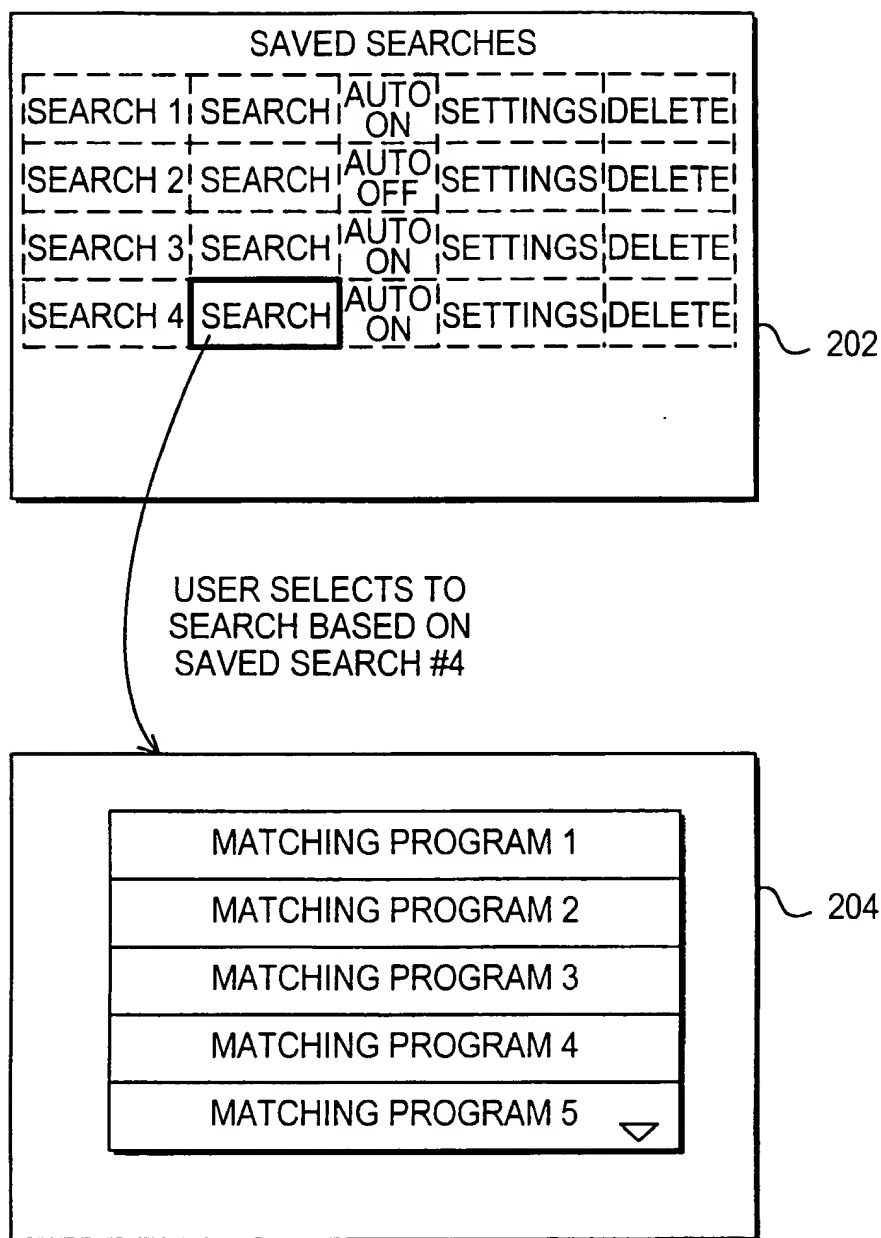 SAVED SEARCHES
SEARCH 1 SEARCH AUTO ON SETTINGS DELETE
SEARCH 2 SEARCH AUTO OFF SETTINGS DELETE
SEARCH 3 SEARCH AUTO ON SETTINGS DELETE
SEARCH 4 SEARCH AUTO ON SETTINGS DELETE
202
USER SELECTS TO
SEARCH BASED ON
SAVED SEARCH #4
MATCHING PROGRAM 1
MATCHING PROGRAM 2
204
MATCHING PROGRAM 3
MATCHING PROGRAM 4
MATCHING PROGRAM 5